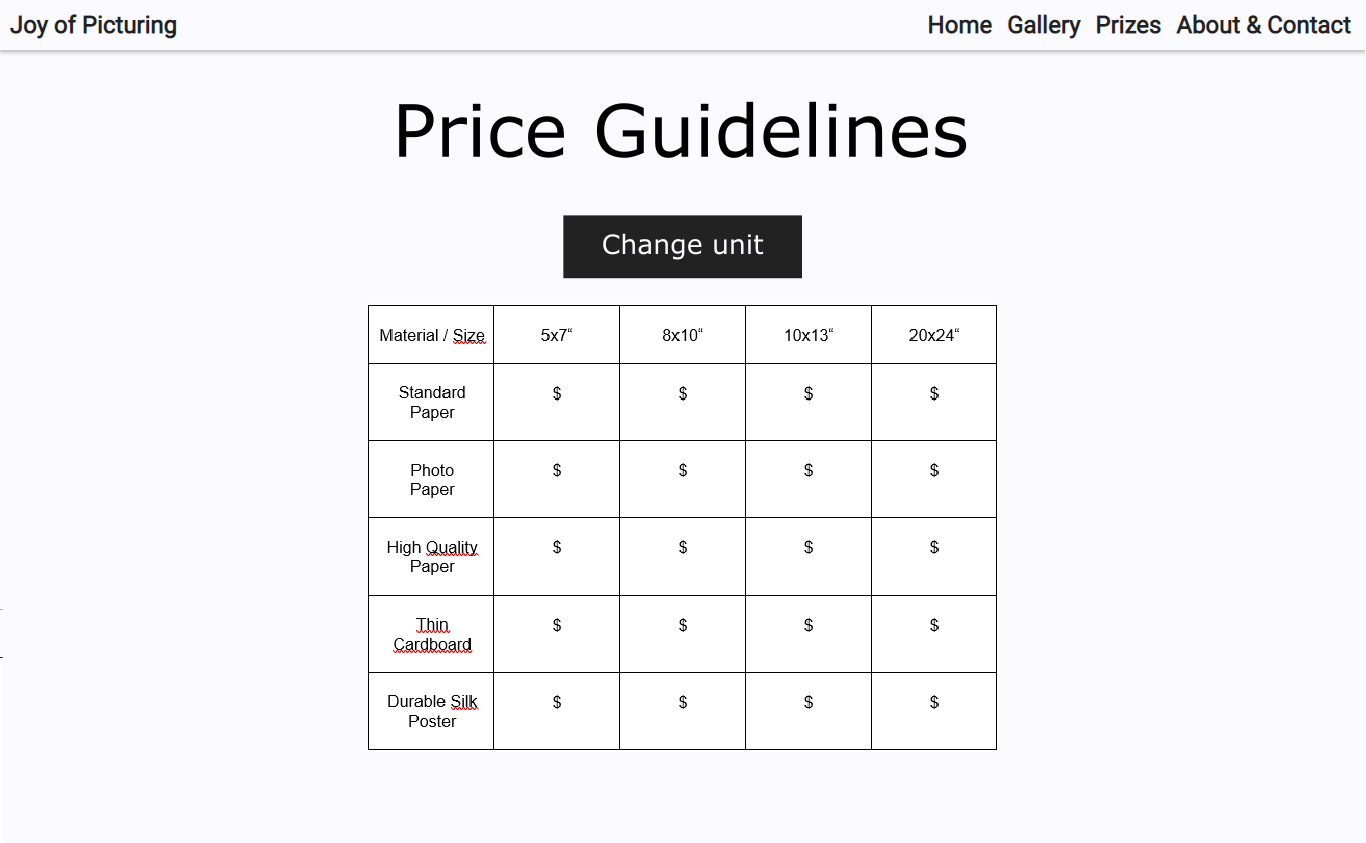 Joy of Picturing Home Gallery Prizes About & Contact
Price Guidelines
Change unit
Material / Size 5x7“ 8x10“ 10x13“ 20x24“
Standard $ $ $ $
Paper
Photo $ $ $ $
Paper
High Quality $ $ $ $
Paper
Thin $ $ $ $
Cardboard
Durable Silk $ $ $ $
Poster